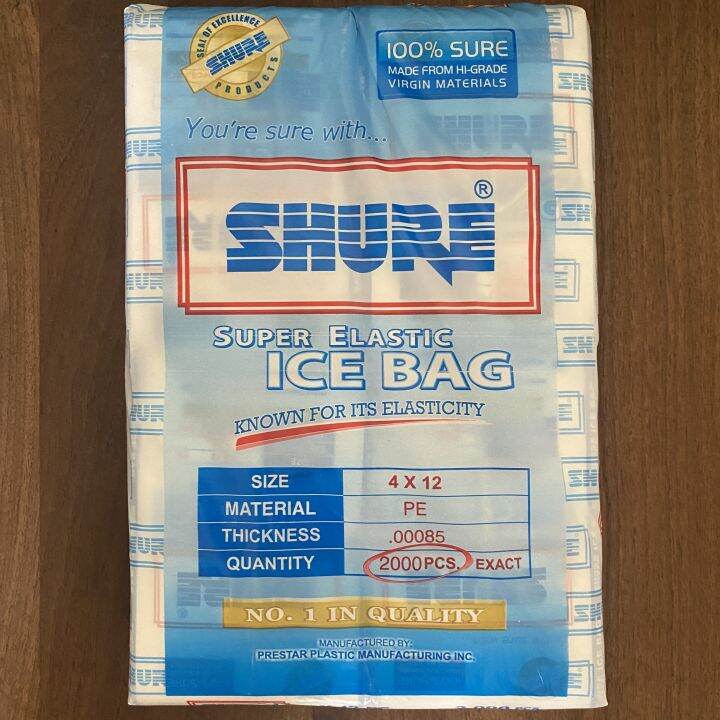 SEAL OF EXCELLENCE
SHURE
PRODUCTS
100% SURE
MADE FROM HI-GRADE
VIRGIN MATERIALS
You're sure with...
SHURE®
SUPER ELASTIC
ICE BAG
KNOWN FOR ITS ELASTICITY
SIZE 4 X 12
MATERIAL PE
THICKNESS .00085
QUANTITY 2000PCS. EXACT
NO. 1 IN QUALITY
MANUFACTURED BY:
PRESTAR PLASTIC MANUFACTURING INC.